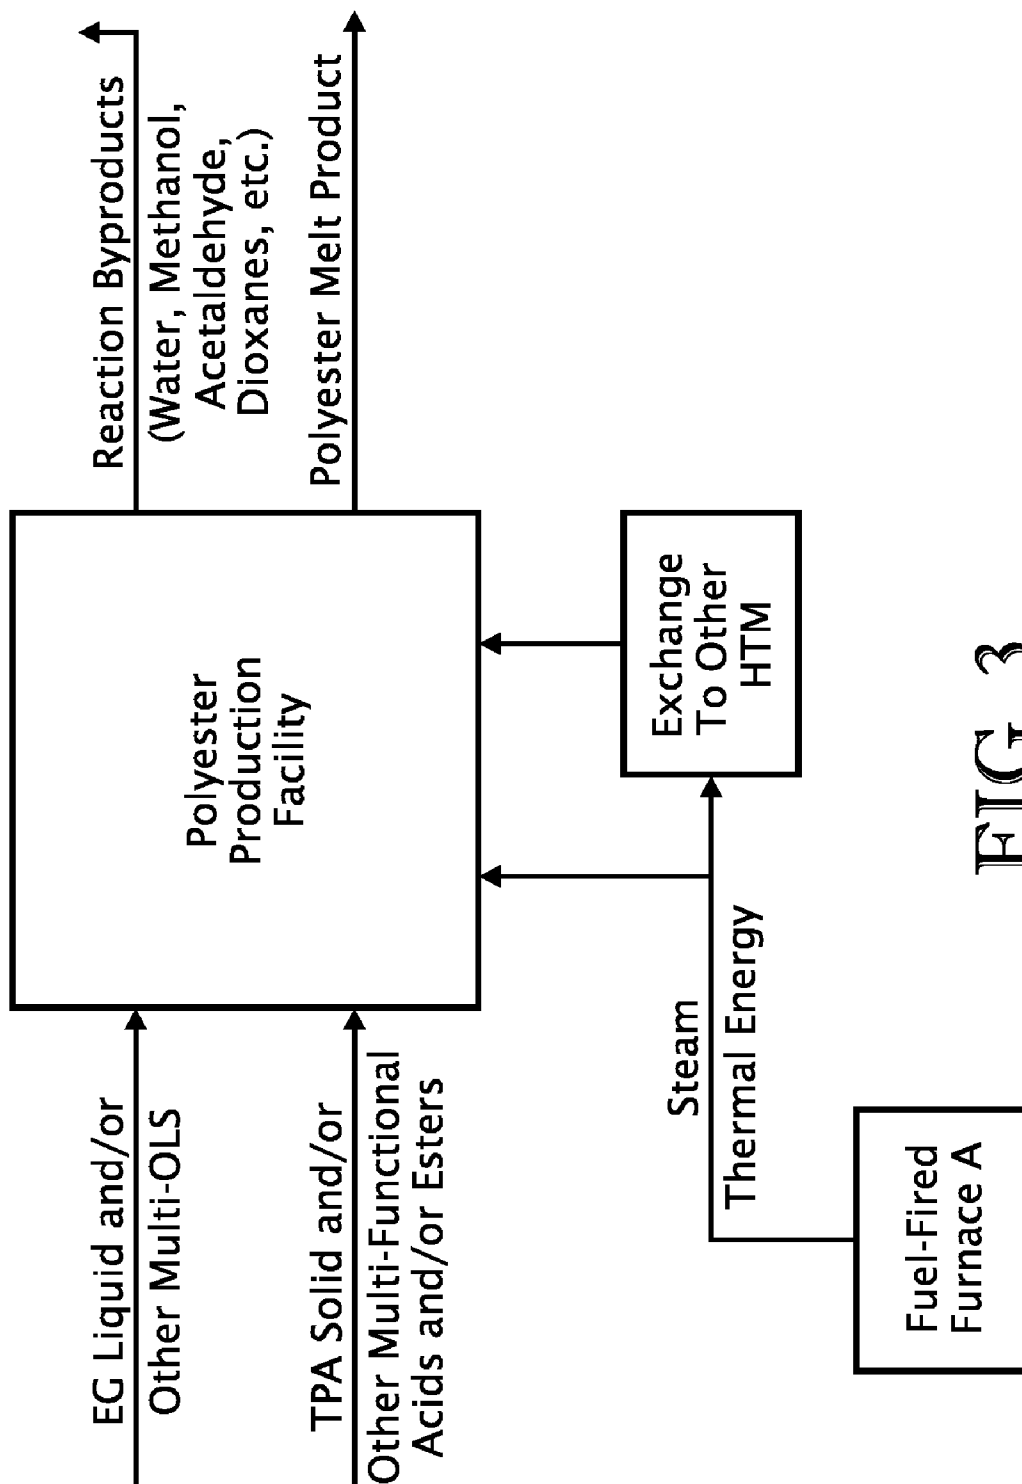 EG Liquid and/or
Other Multi-OLS
TPA Solid and/or
Other Multi-Functional
Acids and/or Esters
Polyester
Production
Facility
Reaction Byproducts
(Water, Methanol,
Acetaldehyde,
Dioxanes, etc.)
Polyester Melt Product
Steam
Thermal Energy
Exchange
To Other
HTM
Fuel-Fired
Furnace A
FIG 3